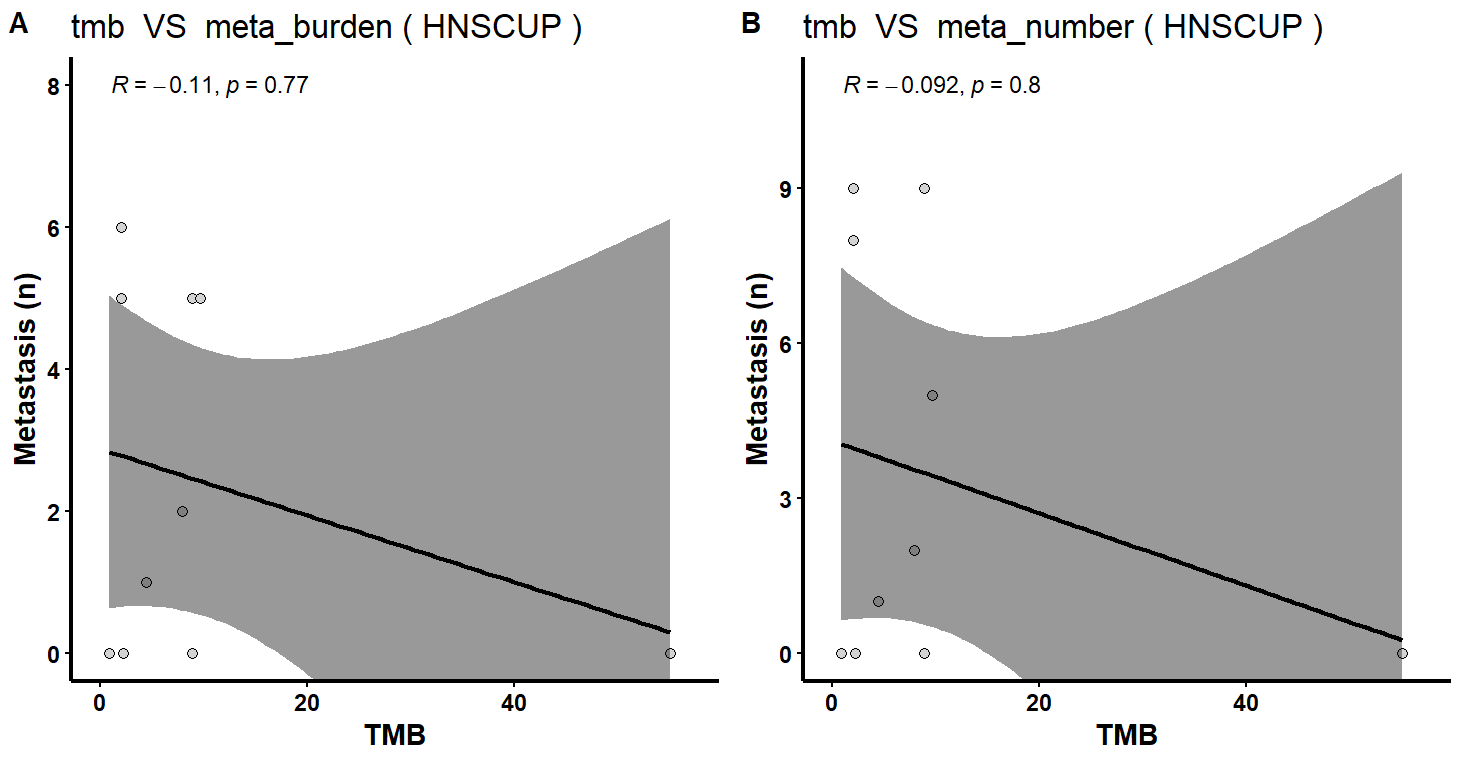 A
tmb VS meta_burden ( HNSCUP )
R = −0.11, p = 0.77
8
6
4
2
0
Metastasis (n)
0 20 40
TMB
B
tmb VS meta_number ( HNSCUP )
R = −0.092, p = 0.8
9
6
3
0
Metastasis (n)
0 20 40
TMB